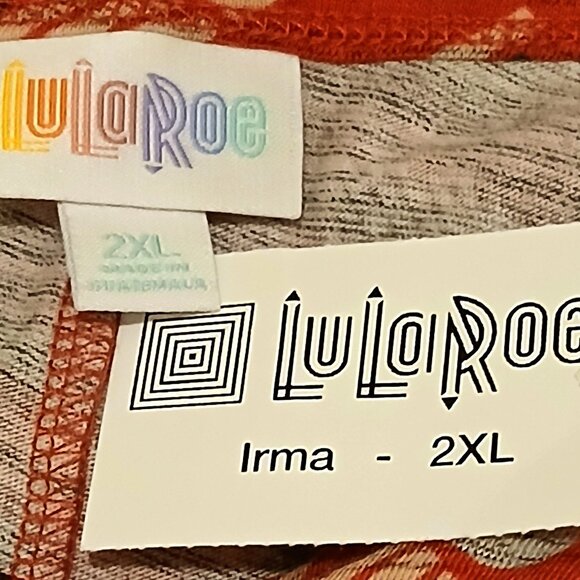 LuLaRoe
2XL
MADE IN
GUATEMALA
LuLaRoe
Irma - 2XL